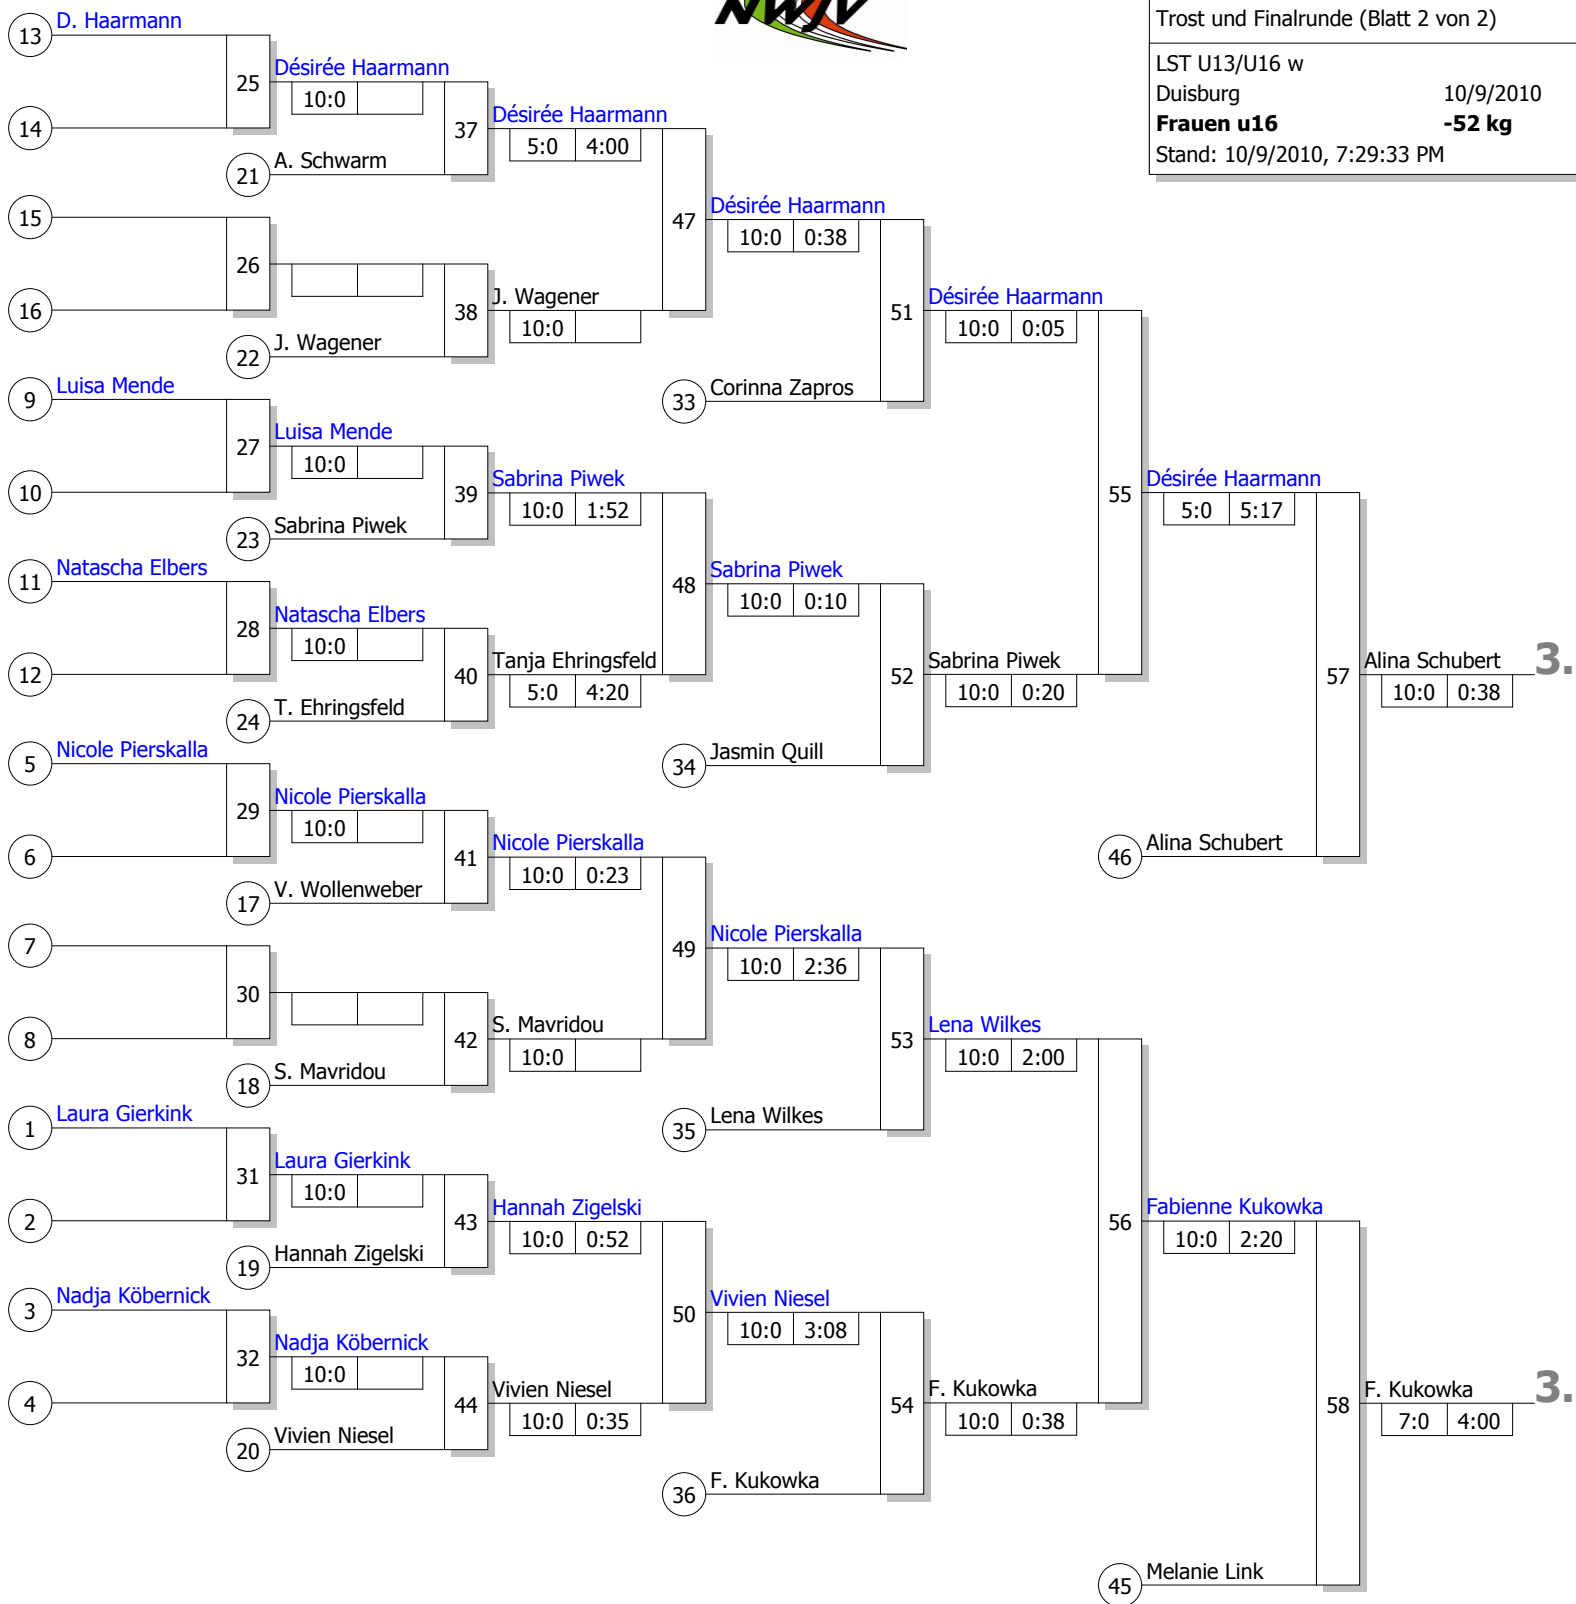 NWJV
Trost und Finalrunde (Blatt 2 von 2)
LST U13/U16 w
Duisburg 10/9/2010
Frauen u16 -52 kg
Stand: 10/9/2010, 7:29:33 PM
13 D. Haarmann
14
25 Désirée Haarmann
10:0
21 A. Schwarm
37 Désirée Haarmann
5:0 4:00
15
16
26
22 J. Wagener
38 J. Wagener
10:0
47 Désirée Haarmann
10:0 0:38
33 Corinna Zapros
51 Désirée Haarmann
10:0 0:05
9 Luisa Mende
10
27 Luisa Mende
10:0
23 Sabrina Piwek
39 Sabrina Piwek
10:0 1:52
11 Natascha Elbers
12
28 Natascha Elbers
10:0
24 T. Ehringsfeld
40 Tanja Ehringsfeld
5:0 4:20
48 Sabrina Piwek
10:0 0:10
34 Jasmin Quill
52 Sabrina Piwek
10:0 0:20
55 Désirée Haarmann
5:0 5:17
46 Alina Schubert
57 Alina Schubert 3.
10:0 0:38
5 Nicole Pierskalla
6
29 Nicole Pierskalla
10:0
17 V. Wollenweber
41 Nicole Pierskalla
10:0 0:23
7
8
30
18 S. Mavridou
42 S. Mavridou
10:0
49 Nicole Pierskalla
10:0 2:36
35 Lena Wilkes
53 Lena Wilkes
10:0 2:00
1 Laura Gierkink
2
31 Laura Gierkink
10:0
19 Hannah Zigelski
43 Hannah Zigelski
10:0 0:52
3 Nadja Köbernick
4
32 Nadja Köbernick
10:0
20 Vivien Niesel
44 Vivien Niesel
10:0 0:35
50 Vivien Niesel
10:0 3:08
36 F. Kukowka
54 F. Kukowka
10:0 0:38
56 Fabienne Kukowka
10:0 2:20
45 Melanie Link
58 F. Kukowka 3.
7:0 4:00